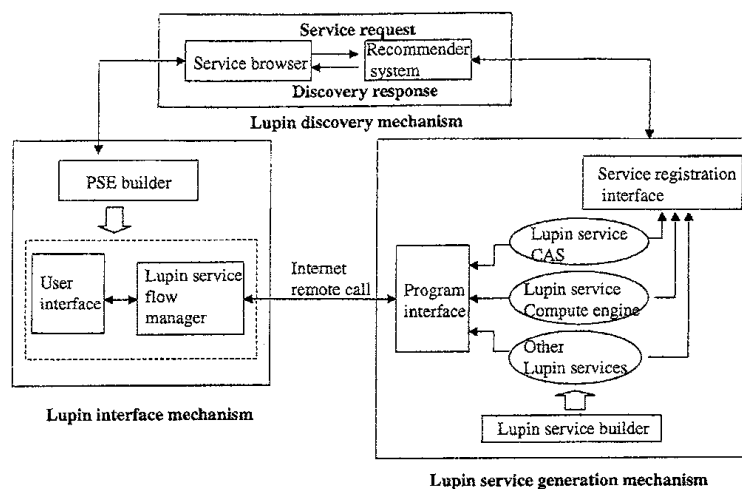 Service request
Service browser
Recommender
system
Discovery response
Lupin discovery mechanism
PSE builder
User
interface
Lupin service
flow
manager
Lupin interface mechanism
Internet
remote call
Service registration
interface
Program
interface
Lupin service
CAS
Lupin service
Compute engine
Other
Lupin services
Lupin service builder
Lupin service generation mechanism